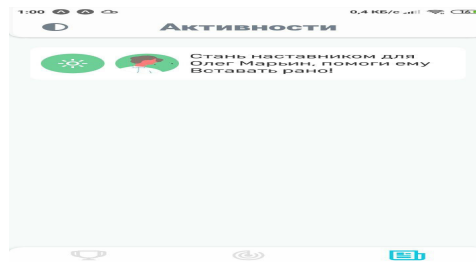 1:00
0,4 КБ/с
Активности
Стань наставником для
Олег Марьин, помоги ему
Вставать рано!